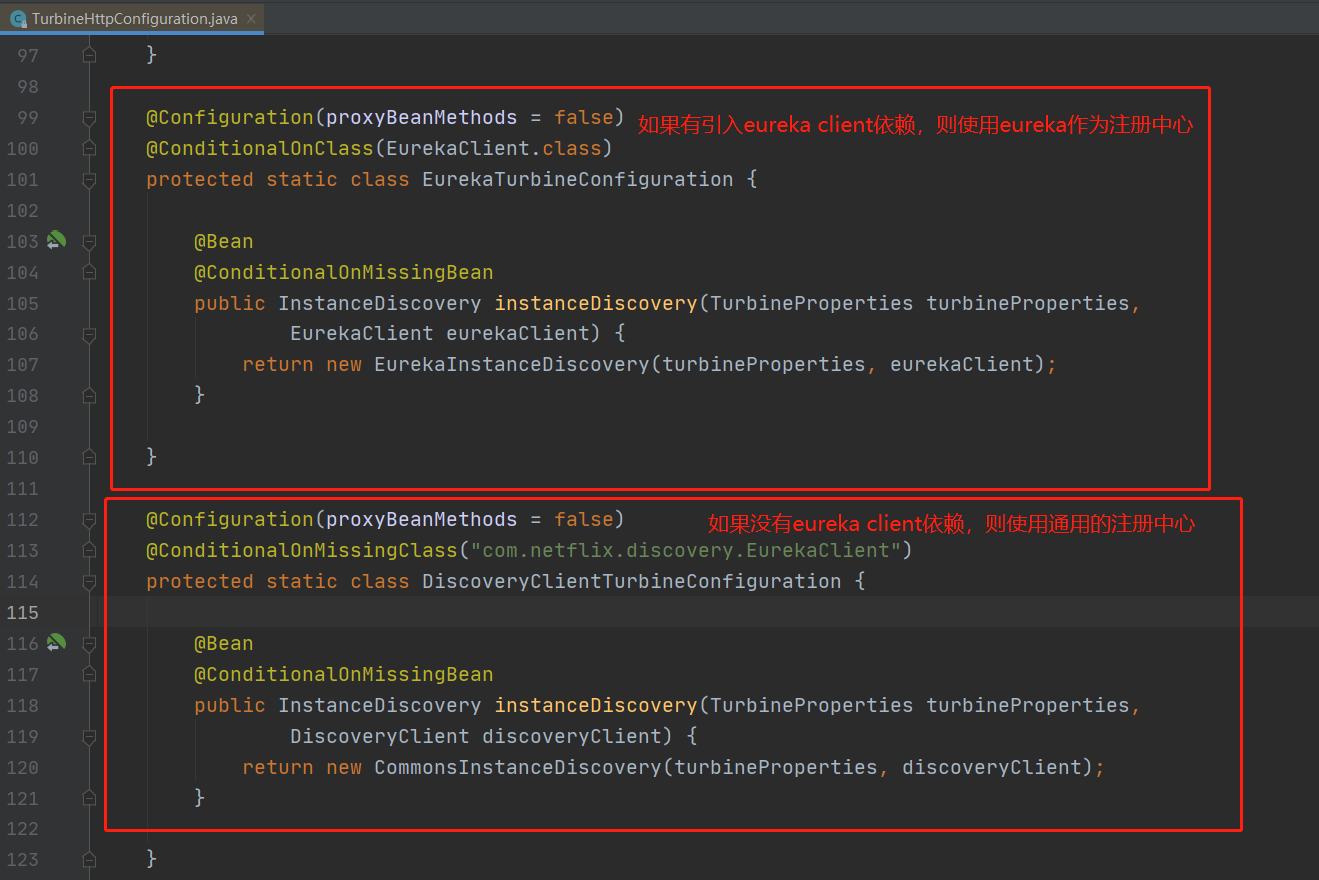 TurbineHttpConfiguration.java
97 }
98
99 @Configuration(proxyBeanMethods = false) 如果有引入eureka client依赖，则使用eureka作为注册中心
100 @ConditionalOnClass(EurekaClient.class)
101 protected static class EurekaTurbineConfiguration {
102
103 @Bean
104 @ConditionalOnMissingBean
105 public InstanceDiscovery instanceDiscovery(TurbineProperties turbineProperties,
106 EurekaClient eurekaClient) {
107 return new EurekaInstanceDiscovery(turbineProperties, eurekaClient);
108 }
109
110 }
111
112 @Configuration(proxyBeanMethods = false) 如果没有eureka client依赖，则使用通用的注册中心
113 @ConditionalOnMissingClass("com.netflix.discovery.EurekaClient")
114 protected static class DiscoveryClientTurbineConfiguration {
115
116 @Bean
117 @ConditionalOnMissingBean
118 public InstanceDiscovery instanceDiscovery(TurbineProperties turbineProperties,
119 DiscoveryClient discoveryClient) {
120 return new CommonsInstanceDiscovery(turbineProperties, discoveryClient);
121 }
122
123 }